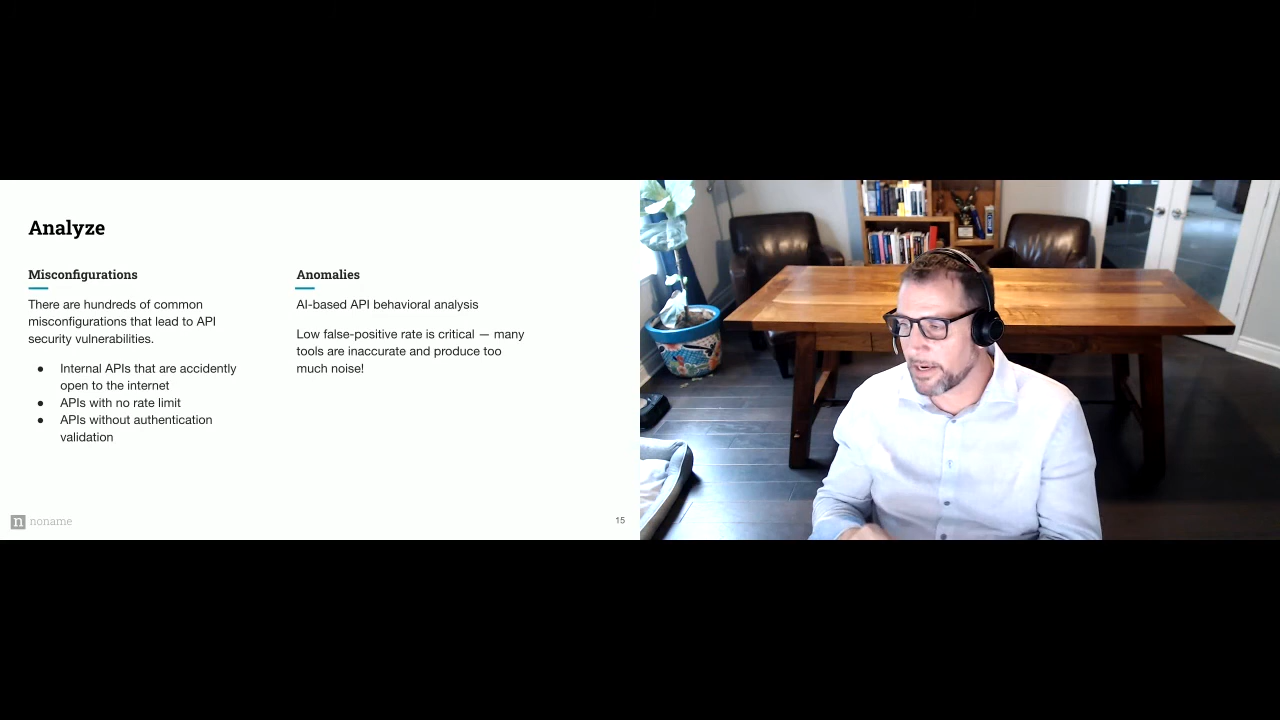 Analyze
Misconfigurations
There are hundreds of common
misconfigurations that lead to API
security vulnerabilities.
● Internal APIs that are accidently
open to the internet
● APIs with no rate limit
● APIs without authentication
validation
Anomalies
AI-based API behavioral analysis
Low false-positive rate is critical — many
tools are inaccurate and produce too
much noise!
n noname
15